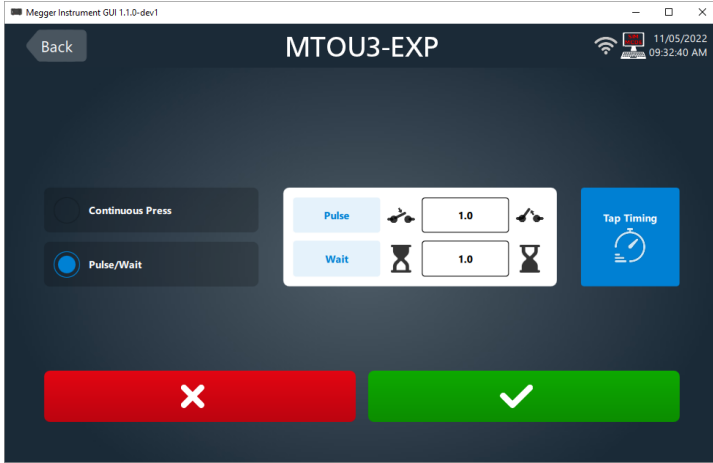 Megger Instrument GUI 1.1.0-dev1
Back
MTOU3-EXP
11/05/2022
09:32:40 AM
Continuous Press
Pulse
1.0
Tap Timing
Pulse/Wait
Wait
1.0